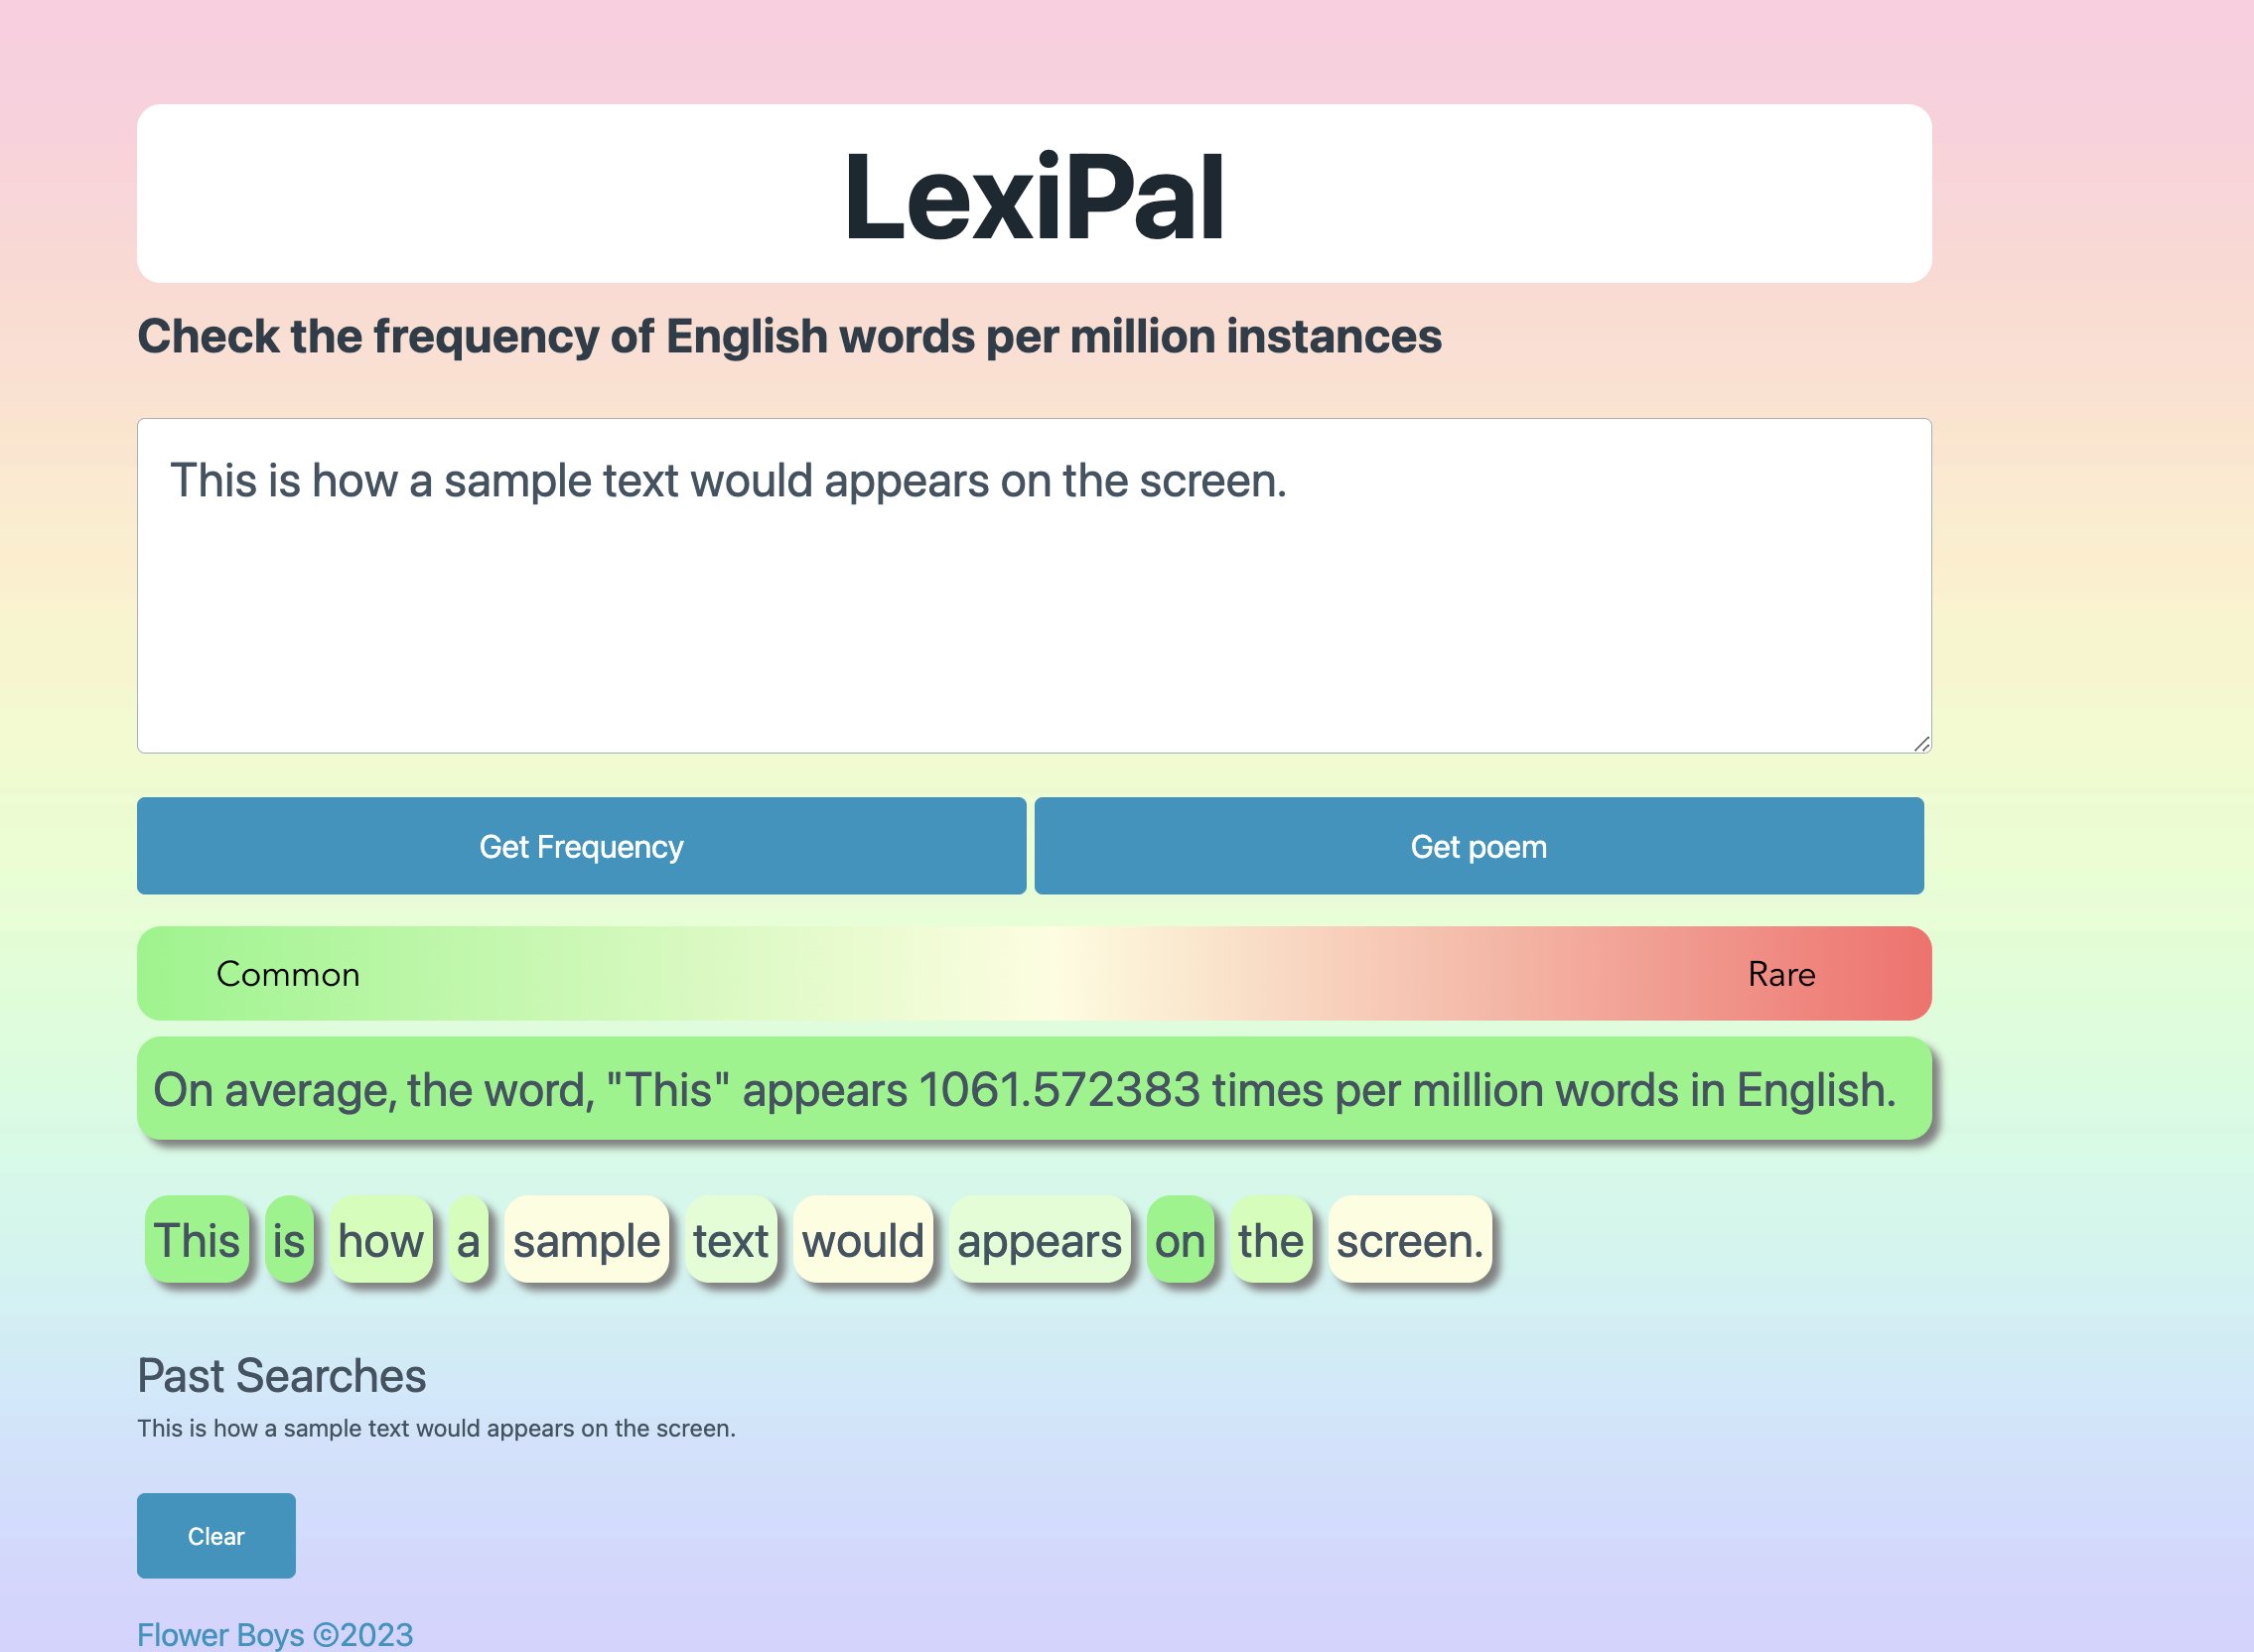 LexiPal
Check the frequency of English words per million instances
This is how a sample text would appears on the screen.
Get Frequency Get poem
Common Rare
On average, the word, "This" appears 1061.572383 times per million words in English.
This is how a sample text would appears on the screen.
Past Searches
This is how a sample text would appears on the screen.
Clear
Flower Boys ©2023